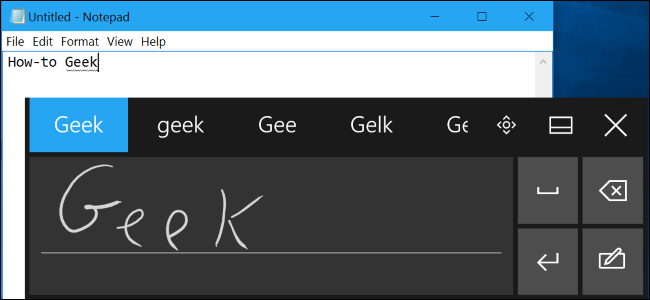 Untitled - Notepad
File Edit Format View Help
How-to Geek
Geek geek Gee Gelk Ge
Geek